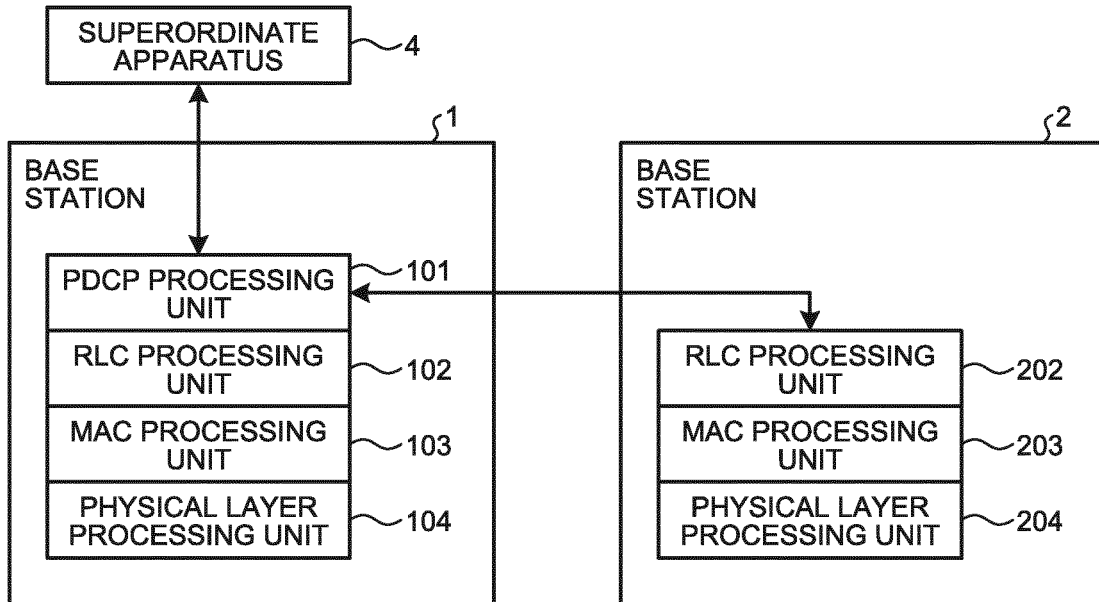 SUPERORDINATE
APPARATUS
4
1
BASE
STATION
PDCP PROCESSING
UNIT
101
RLC PROCESSING
UNIT
102
MAC PROCESSING
UNIT
103
PHYSICAL LAYER
PROCESSING UNIT
104
2
BASE
STATION
RLC PROCESSING
UNIT
202
MAC PROCESSING
UNIT
203
PHYSICAL LAYER
PROCESSING UNIT
204